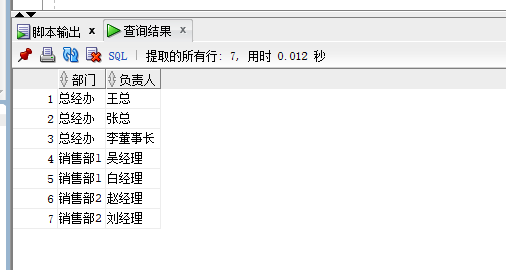 脚本输出 x 查询结果 x
SQL | 提取的所有行: 7, 用时 0.012 秒
部门 负责人
1 总经办 王总
2 总经办 张总
3 总经办 李董事长
4 销售部1 吴经理
5 销售部1 白经理
6 销售部2 赵经理
7 销售部2 刘经理